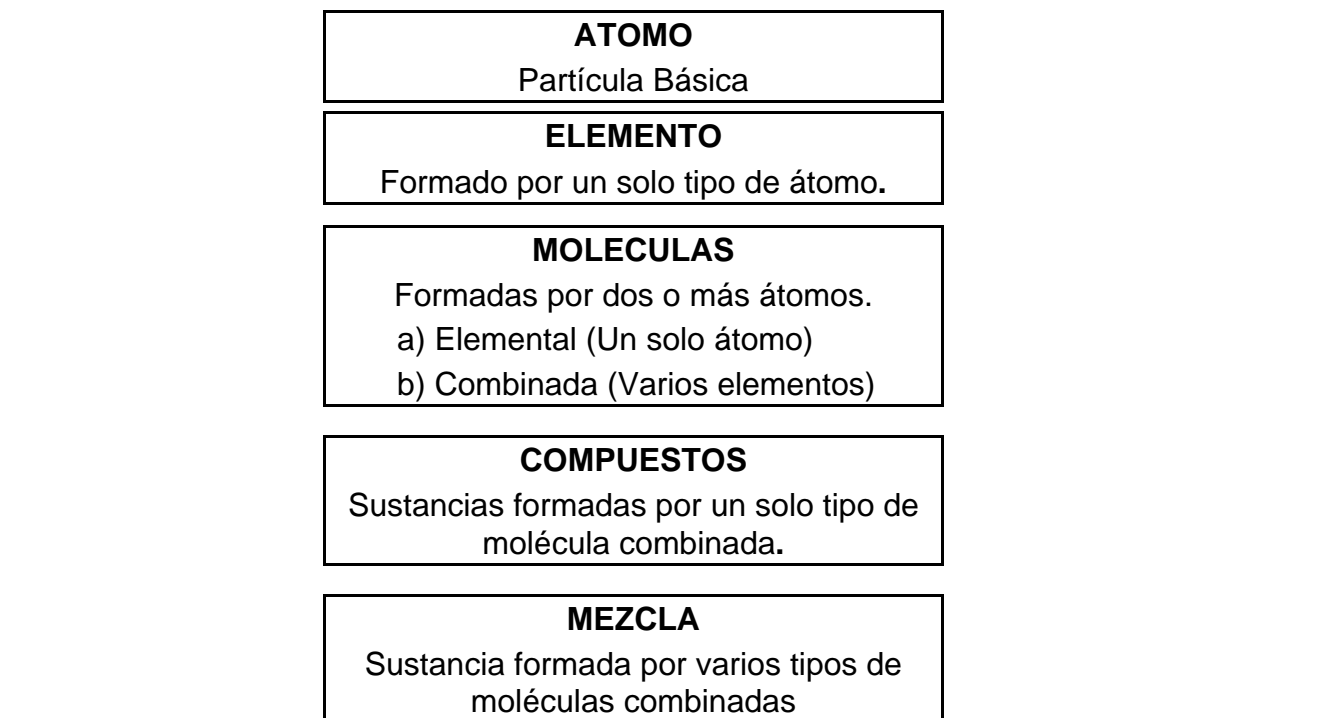 ATOMO
Partícula Básica
ELEMENTO
Formado por un solo tipo de átomo.
MOLECULAS
Formadas por dos o más átomos.
a) Elemental (Un solo átomo)
b) Combinada (Varios elementos)
COMPUESTOS
Sustancias formadas por un solo tipo de
molécula combinada.
MEZCLA
Sustancia formada por varios tipos de
moléculas combinadas